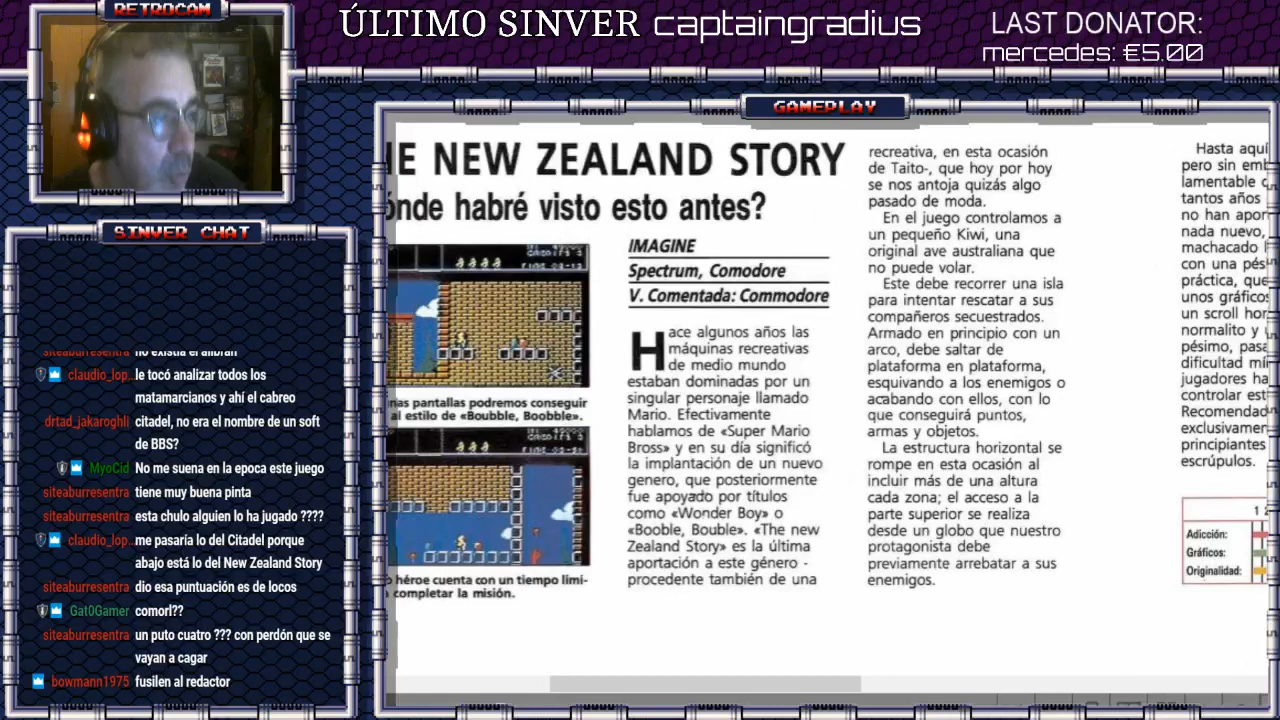 RETROCAM
ÚLTIMO SINVER captaingradius
LAST DONATOR:
mercedes: €5.00
SINVER CHAT
siteaburresentra no existia el alibran
claudio_lop.. le tocó analizar todos los
matamarcianos y ahí el cabreo
drtad_jakaroghli citadel, no era el nombre de un soft
de BBS?
MyoCid No me suena en la epoca este juego
siteaburresentra tiene muy buena pinta
siteaburresentra esta chulo alguien lo ha jugado ????
claudio_lop.. me pasaría lo del Citadel porque
abajo está lo del New Zealand Story
siteaburresentra dio esa puntuación es de locos
Gat0Gamer comorl??
siteaburresentra un puto cuatro ??? con perdón que se
vayan a cagar
bowmann1975 fusilen al redactor
GAMEPLAY
E NEW ZEALAND STORY
ónde habré visto esto antes?
nas pantallas podremos conseguir
al estilo de «Boubble, Boobble».
o héroe cuenta con un tiempo limi-
completar la misión.
IMAGINE
Spectrum, Comodore
V. Comentada: Commodore
Hace algunos años las
máquinas recreativas
de medio mundo
estaban dominadas por un
singular personaje llamado
Mario. Efectivamente
hablamos de «Super Mario
Bross» y en su día significó
la implantación de un nuevo
genero, que posteriormente
fue apoyado por títulos
como «Wonder Boy» o
«Booble, Bouble». «The new
Zealand Story» es la última
aportación a este género -
procedente también de una
recreativa, en esta ocasión
de Taito-, que hoy por hoy
se nos antoja quizás algo
pasado de moda.
En el juego controlamos a
un pequeño Kiwi, una
original ave australiana que
no puede volar.
Este debe recorrer una isla
para intentar rescatar a sus
compañeros secuestrados.
Armado en principio con un
arco, debe saltar de
plataforma en plataforma,
esquivando a los enemigos o
acabando con ellos, con lo
que conseguirá puntos,
armas y objetos.
La estructura horizontal se
rompe en esta ocasión al
incluir más de una altura
cada zona; el acceso a la
parte superior se realiza
desde un globo que nuestro
protagonista debe
previamente arrebatar a sus
enemigos.
Hasta aquí
pero sin emb
lamentable
tantos años
no han apor
nada nuevo,
machacado
con una pés
práctica, que
unos gráficos
un scroll hor
normalito y
pésimo, pasa
dificultad mí
jugadores ha
controlar est
Recomendad
exclusivamer
principiantes
escrúpulos.
1 2
Adicción:
Gráficos:
Originalidad: